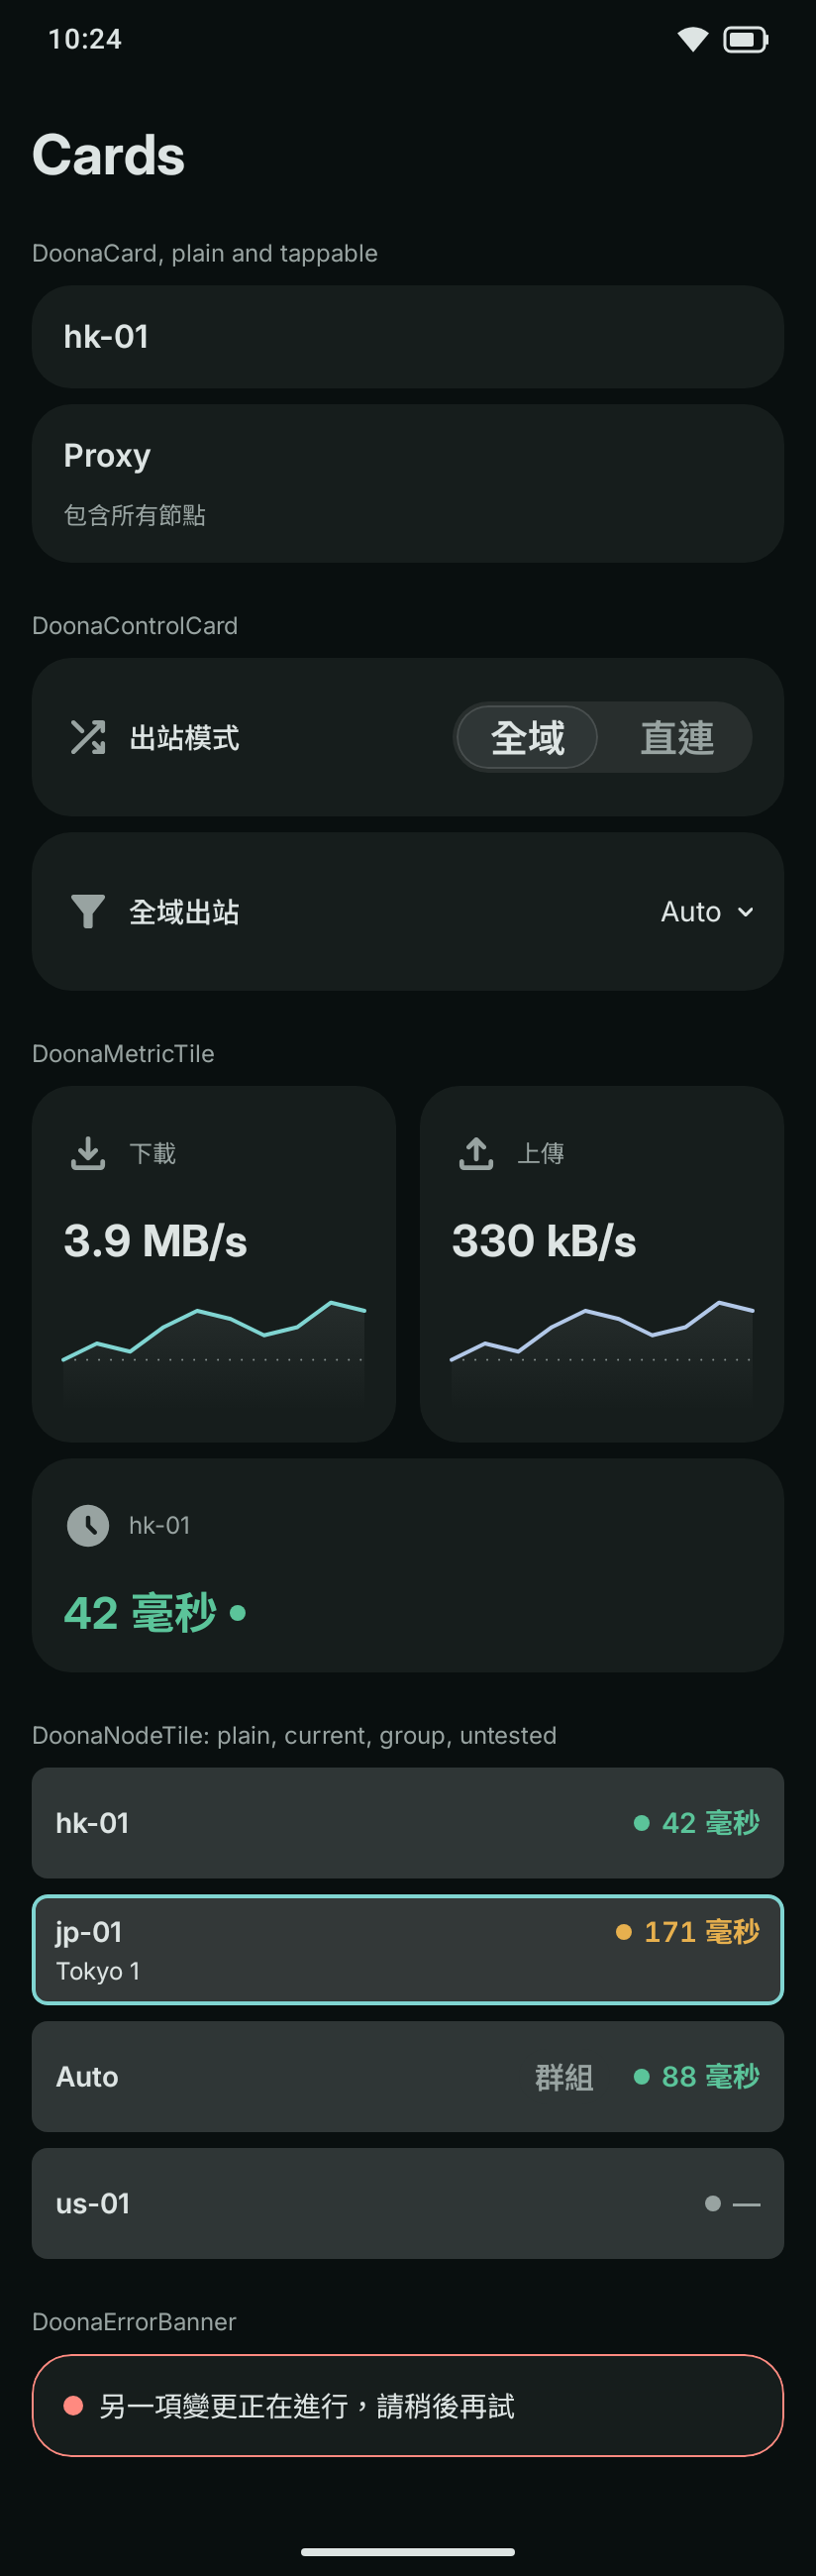 10:24
Cards
DoonaCard, plain and tappable
hk-01
Proxy
包含所有節點
DoonaControlCard
出站模式 全域 直連
全域出站 Auto
DoonaMetricTile
下載 上傳
3.9 MB/s 330 kB/s
hk-01
42 毫秒
DoonaNodeTile: plain, current, group, untested
hk-01 42 毫秒
jp-01 171 毫秒
Tokyo 1
Auto 群組 88 毫秒
us-01 —
DoonaErrorBanner
另一項變更正在進行，請稍後再試